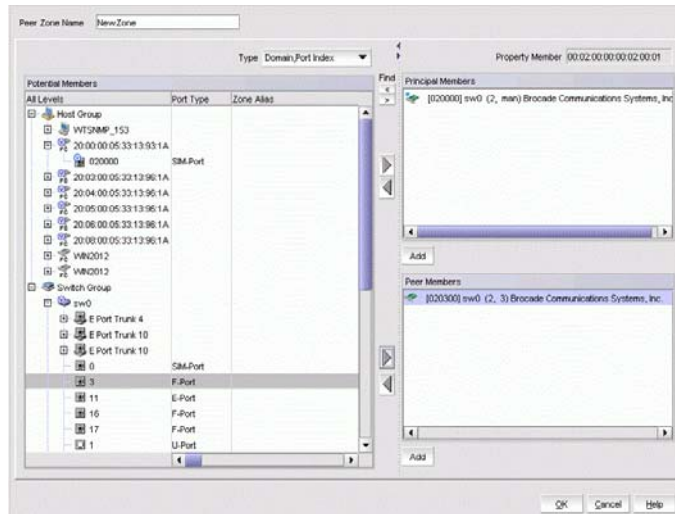 Peer Zone Name NewZone
Type Domain,Port Index
Property Member 00:02:00:00:00:02:00:01
Potential Members
Find
Principal Members
All Levels Port Type Zone Alias
<
>
Host Group
WTSNMP_153
20:00:00:05:33:13:93:1A
020000 SIM-Port
20:03:00:05:33:13:96:1A
20:04:00:05:33:13:96:1A
20:05:00:05:33:13:96:1A
20:06:00:05:33:13:96:1A
20:08:00:05:33:13:96:1A
WIN2012
WIN2012
Switch Group
sw0
E Port Trunk 4
E Port Trunk 10
E Port Trunk 10
0 SIM-Port
3 F-Port
11 E-Port
16 F-Port
17 F-Port
1 U-Port
[020000] sw0 (2, man) Brocade Communications Systems, Inc
Add
Peer Members
[020300] sw0 (2, 3) Brocade Communications Systems, Inc.
Add
OK Cancel Help